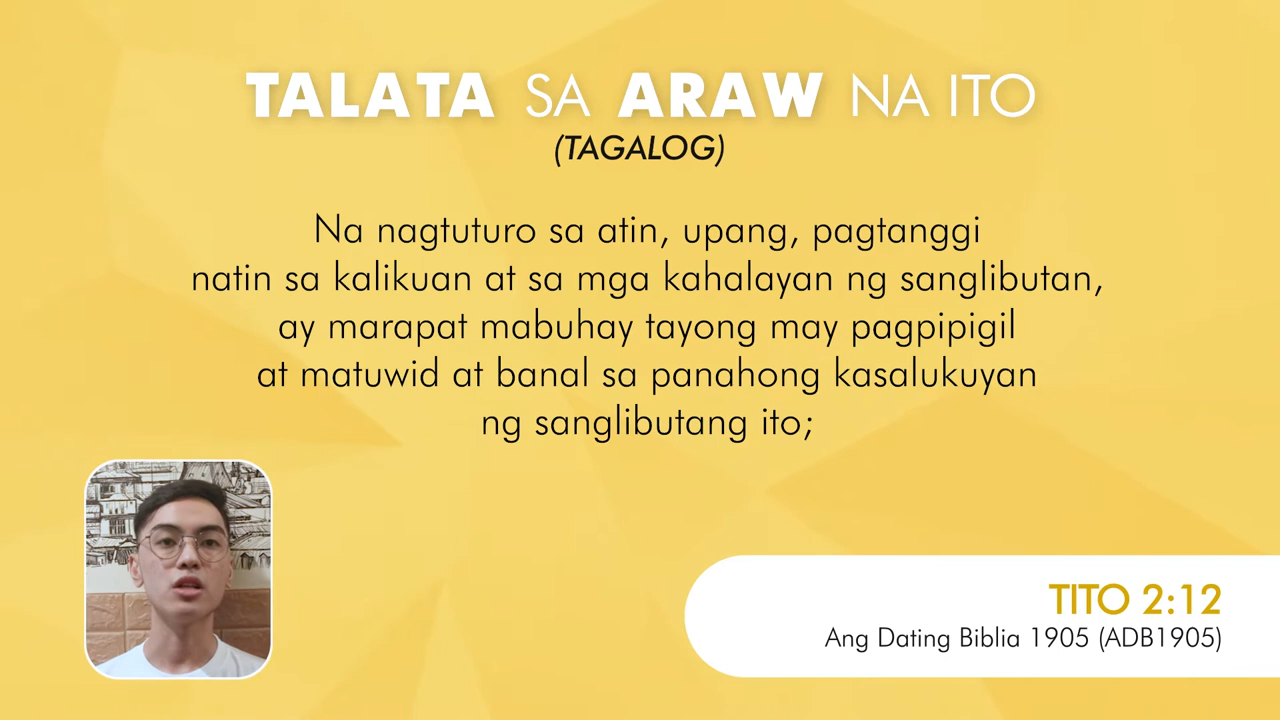 TALATA SA ARAW NA ITO
(TAGALOG)
Na nagtuturo sa atin, upang, pagtanggi
natin sa kalikuan at sa mga kahalayan ng sanglibutan,
ay marapat mabuhay tayong may pagpipigil
at matuwid at banal sa panahong kasalukuyan
ng sanglibutang ito;
TITO 2:12
Ang Dating Biblia 1905 (ADB1905)